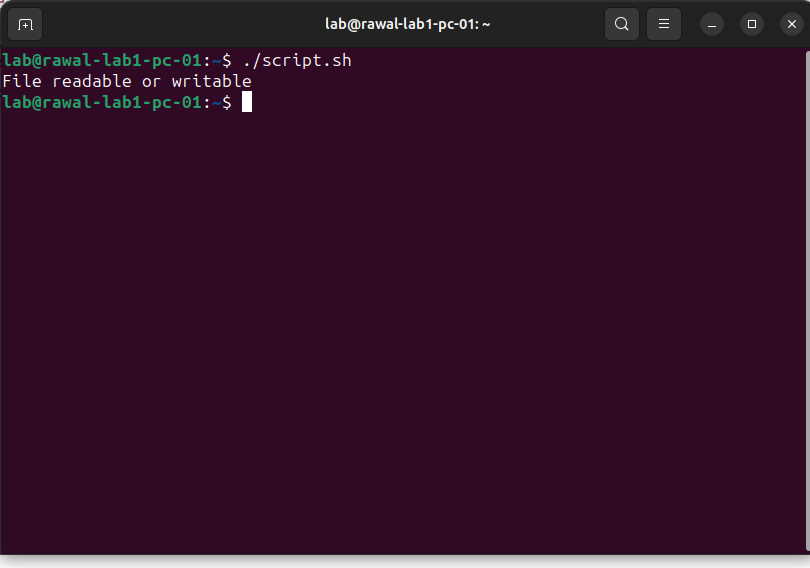 lab@rawal-lab1-pc-01: ~
lab@rawal-lab1-pc-01:~$ ./script.sh
File readable or writable
lab@rawal-lab1-pc-01:~$